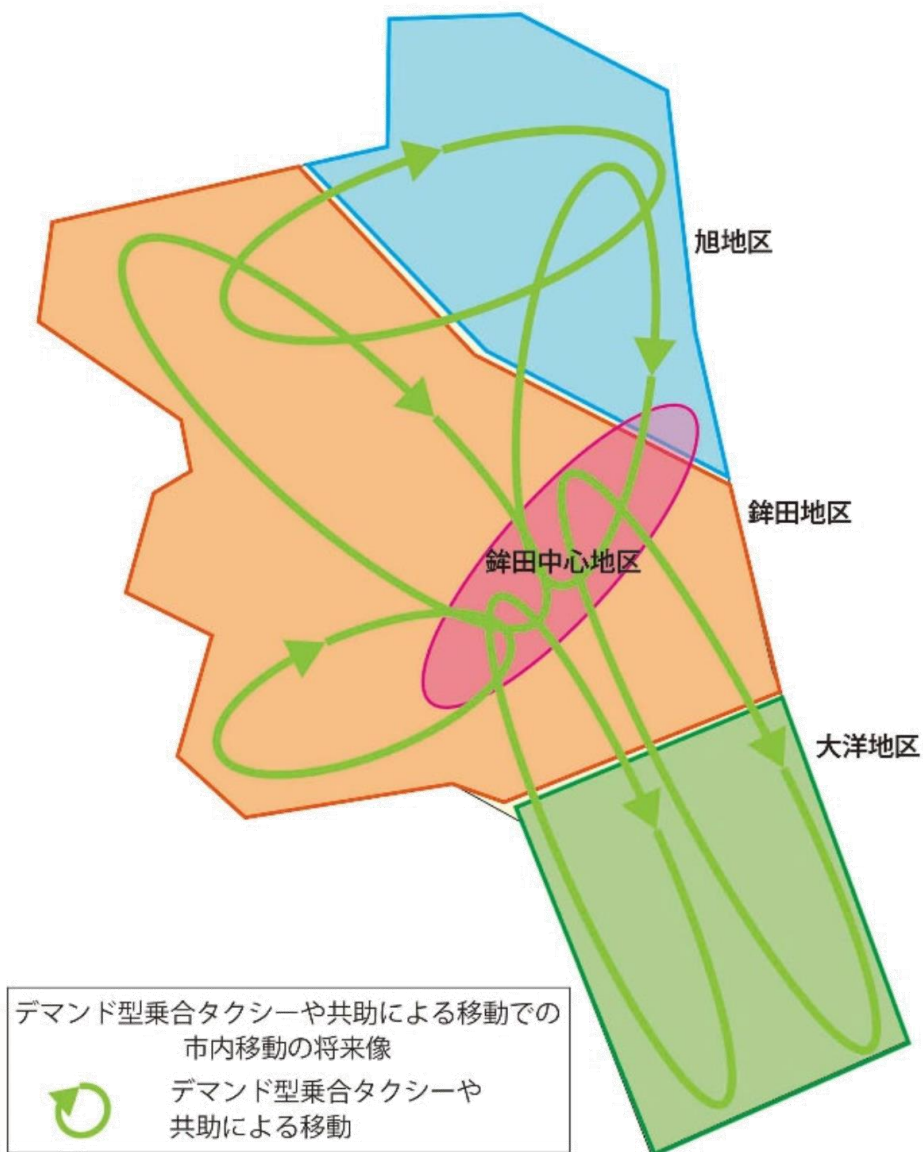 旭地区
鉾田地区
鉾田中心地区
大洋地区
デマンド型乗合タクシーや共助による移動での
市内移動の将来像
デマンド型乗合タクシーや
共助による移動